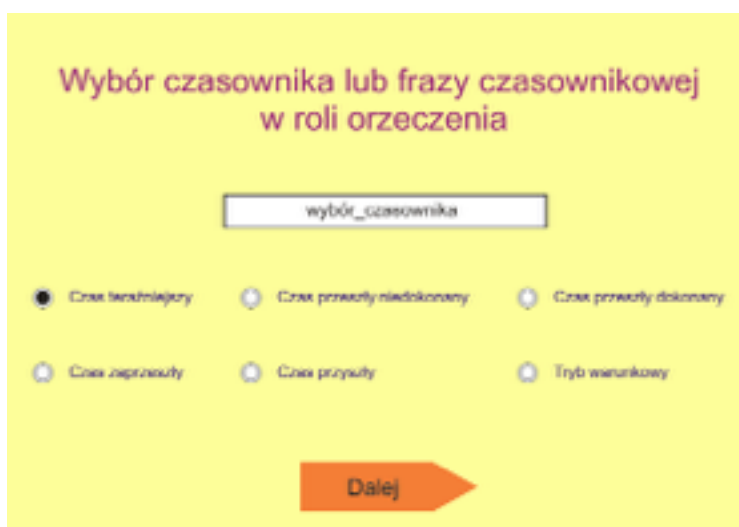 Wybór czasownika lub frazy czasownikowej
w roli orzeczenia
wybór_czasownika
Czas teraźniejszy Czas przeszły niedokonany Czas przeszły dokonany
Czas zaprzeszły Czas przyszły Tryb warunkowy
Dalej